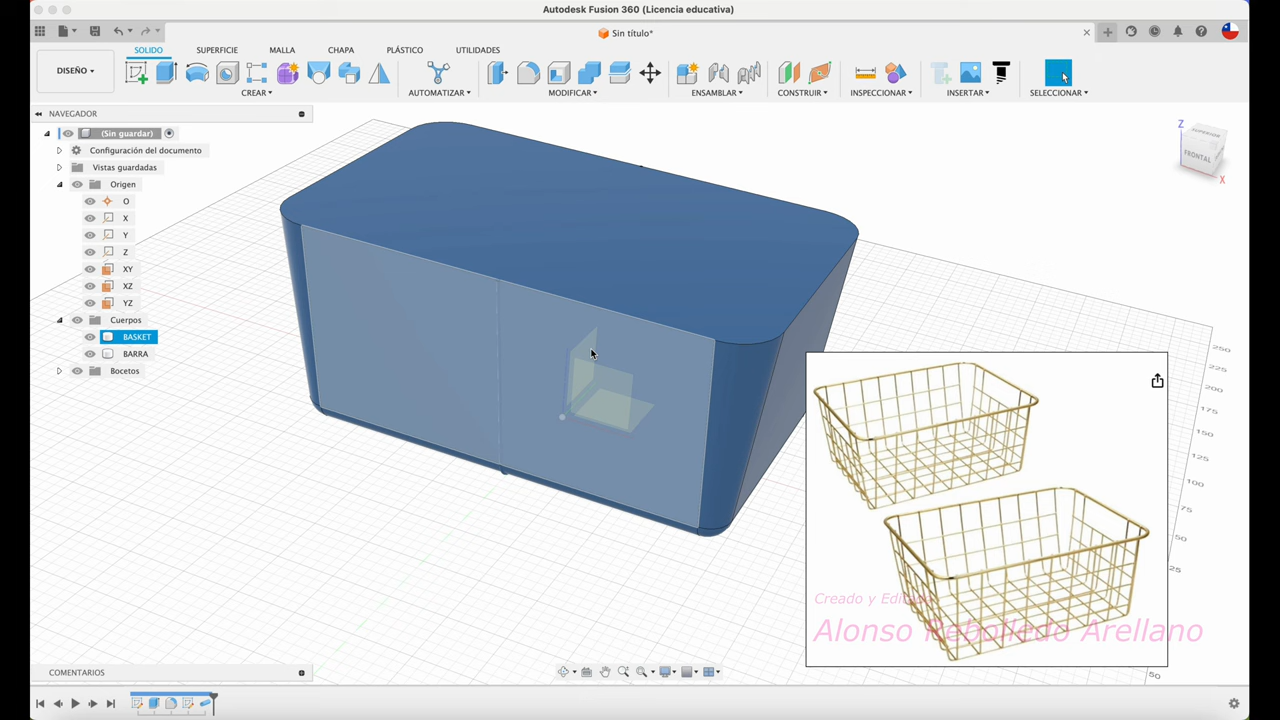 Autodesk Fusion 360 (Licencia educativa)
Sin título*
DISEÑO
SOLIDO
SUPERFICIE
MALLA
CHAPA
PLÁSTICO
UTILIDADES
CREAR
AUTOMATIZAR
MODIFICAR
ENSAMBLAR
CONSTRUIR
INSPECCIONAR
INSERTAR
SELECCIONAR
NAVEGADOR
(Sin guardar)
Configuración del documento
Vistas guardadas
Origen
O
X
Y
Z
XY
XZ
YZ
Cuerpos
BASKET
BARRA
Bocetos
Z
SUPERIOR
FRONTAL
X
250
225
200
175
150
125
100
75
50
25
50
Creado y Edit
Alonso Rebolledo Arellano
COMENTARIOS